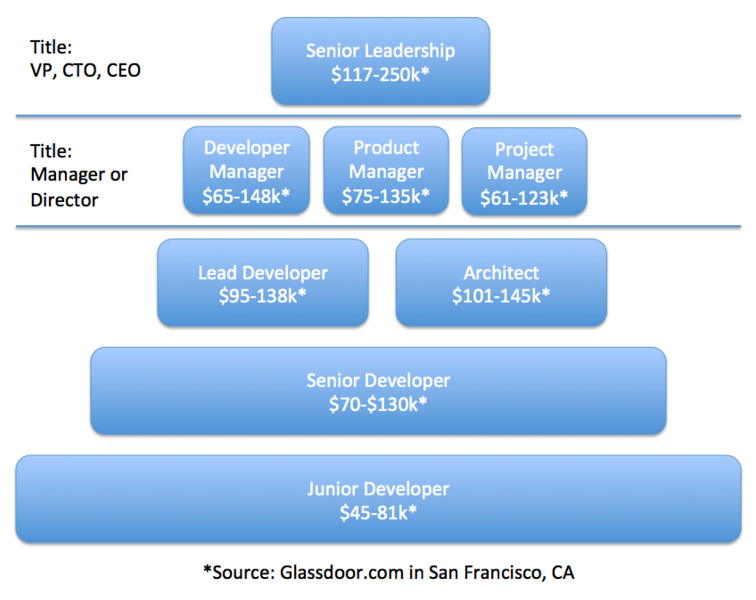 Title:
VP, CTO, CEO
Senior Leadership
$117-250k*
Title:
Manager or
Director
Developer
Manager
$65-148k*
Product
Manager
$75-135k*
Project
Manager
$61-123k*
Lead Developer
$95-138k*
Architect
$101-145k*
Senior Developer
$70-$130k*
Junior Developer
$45-81k*
*Source: Glassdoor.com in San Francisco, CA